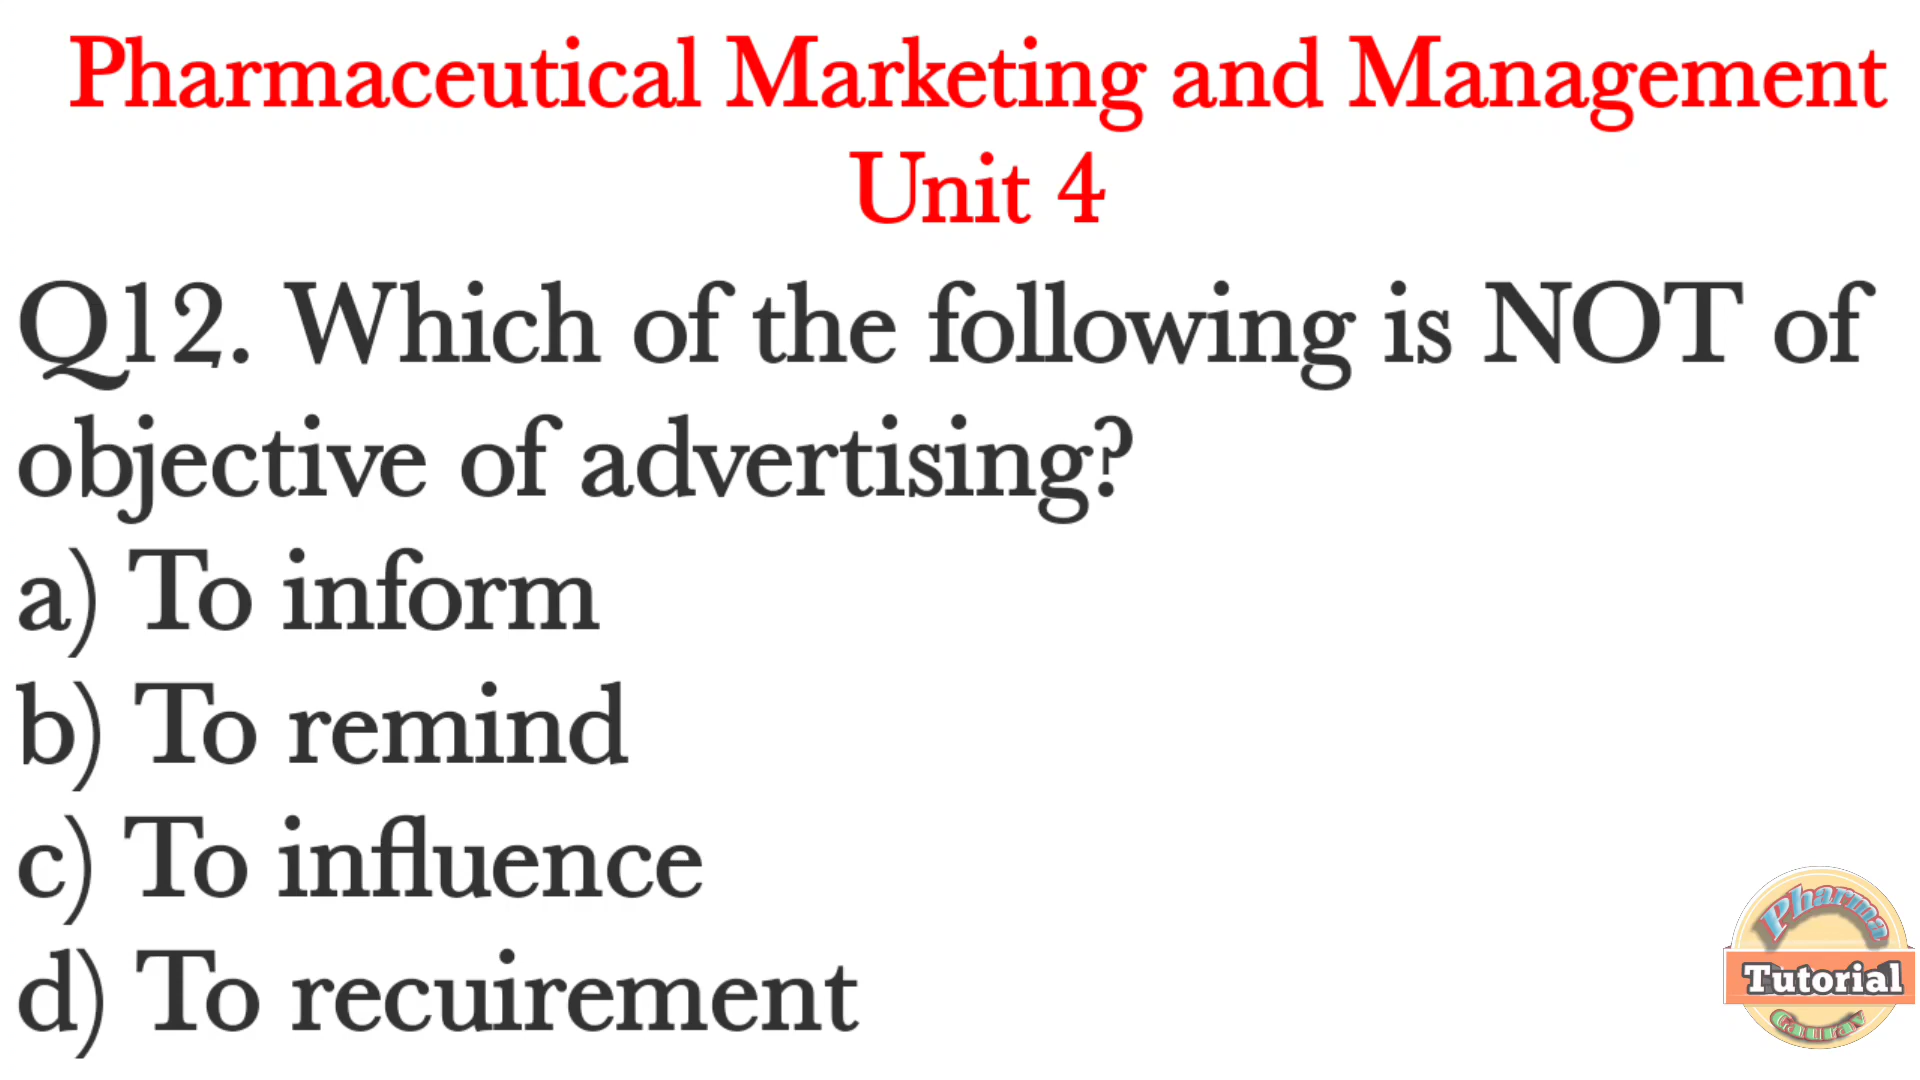 Pharmaceutical Marketing and Management
Unit 4
Q12. Which of the following is NOT of
objective of advertising?
a) To inform
b) To remind
c) To influence
d) To recuirement
Pharma
Tutorial
Gaurav